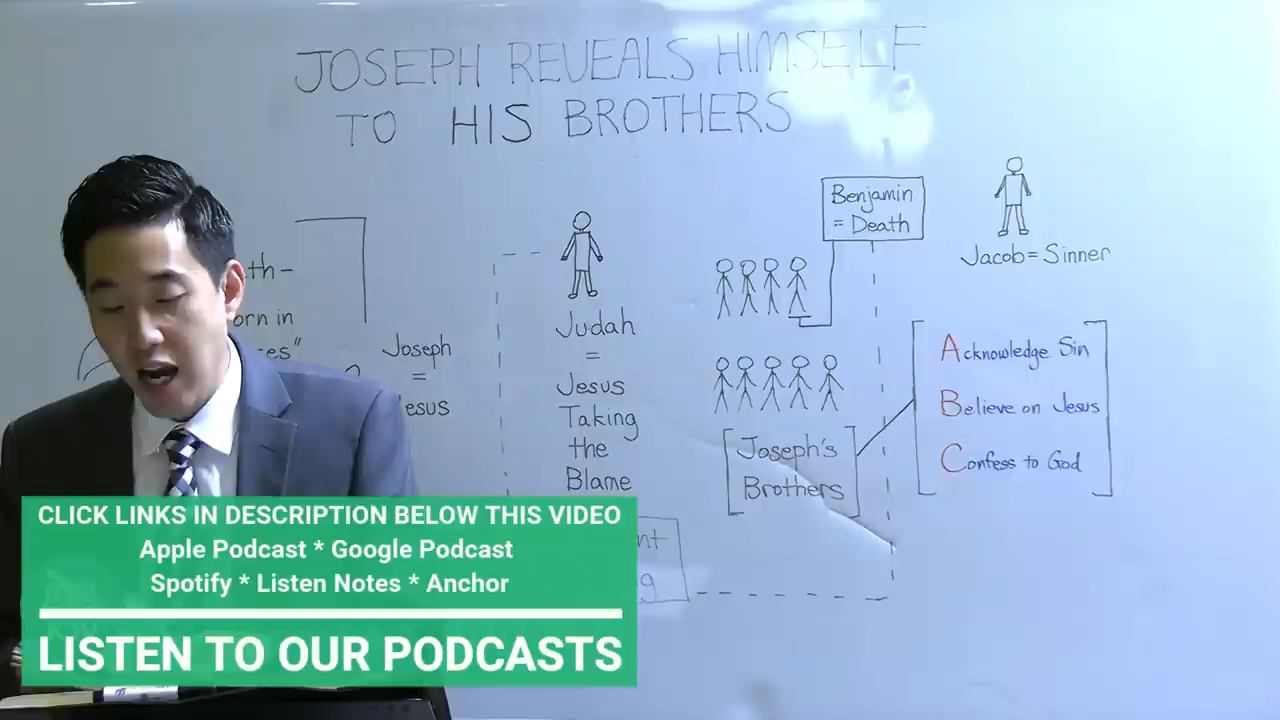 JOSEPH REVEALS HIMSELF
TO HIS BROTHERS
Joseph
=
Judah
=
Jesus
Taking
the
Blame
Benjamin
= Death
Jacob = Sinner
Joseph's
Brothers
Acknowledge Sin
Believe on Jesus
Confess to God
CLICK LINKS IN DESCRIPTION BELOW THIS VIDEO
Apple Podcast * Google Podcast
Spotify * Listen Notes * Anchor
LISTEN TO OUR PODCASTS